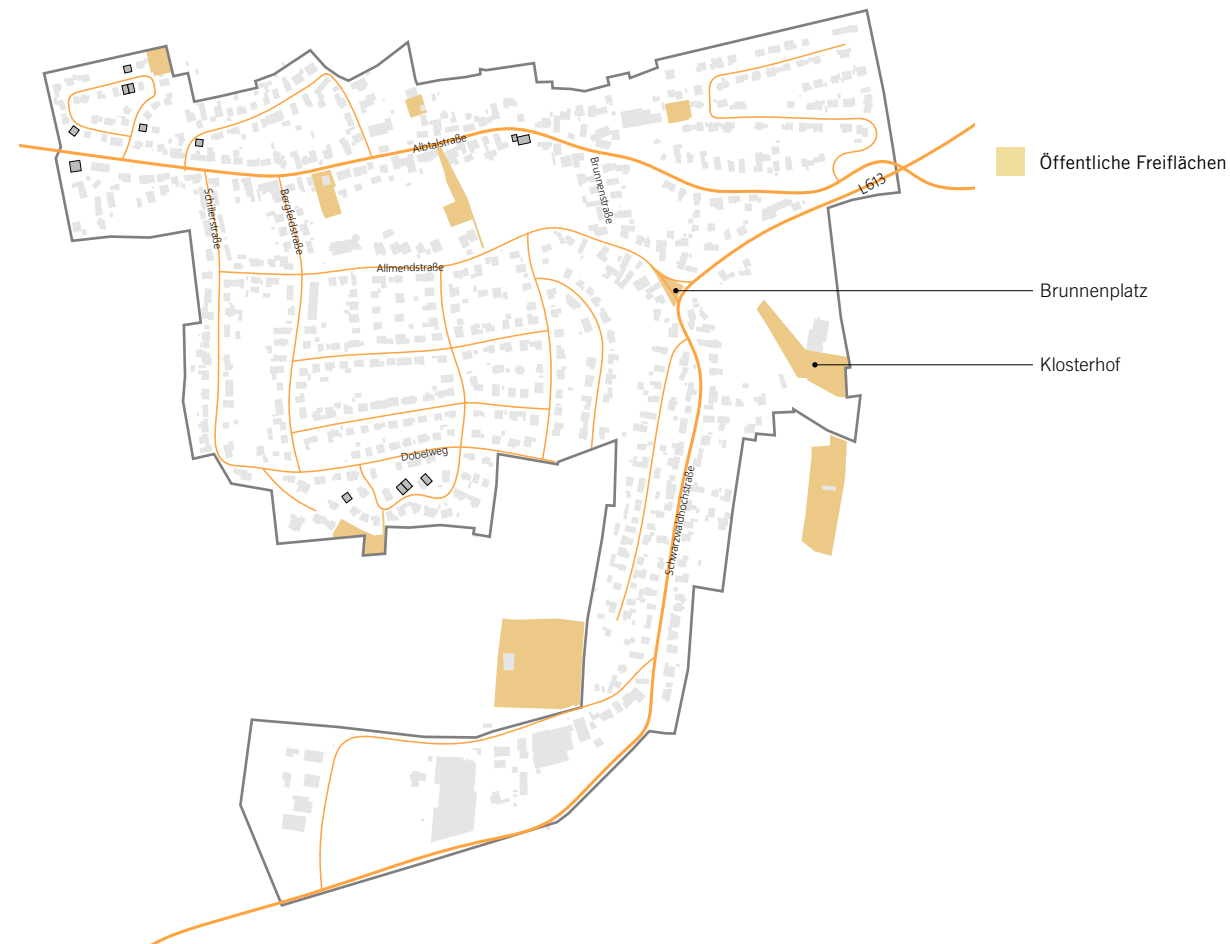 Albtalstraße
Öffentliche Freiflächen
Brunnenstraße
L613
Schillerstraße
Bergfeldstraße
Allmendstraße
Brunnenplatz
Klosterhof
Dobelweg
Schwarzwaldhochstraße